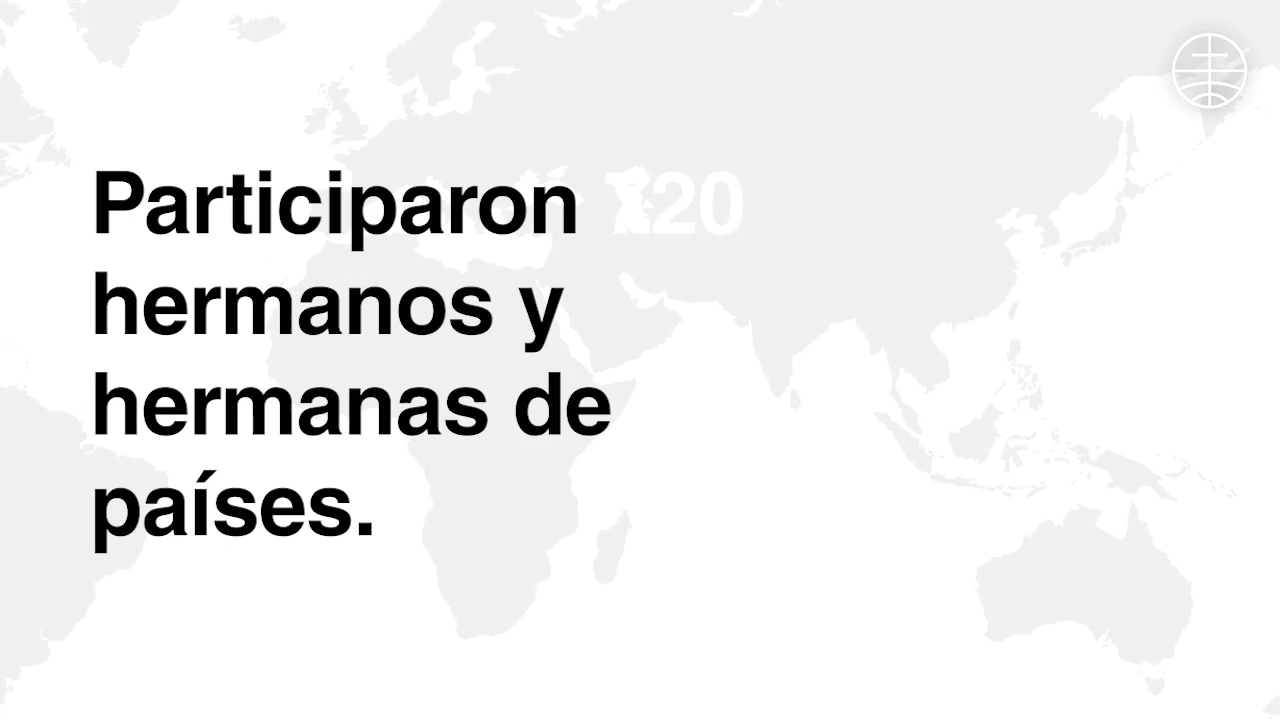 Participaron
hermanos y
hermanas de
países.